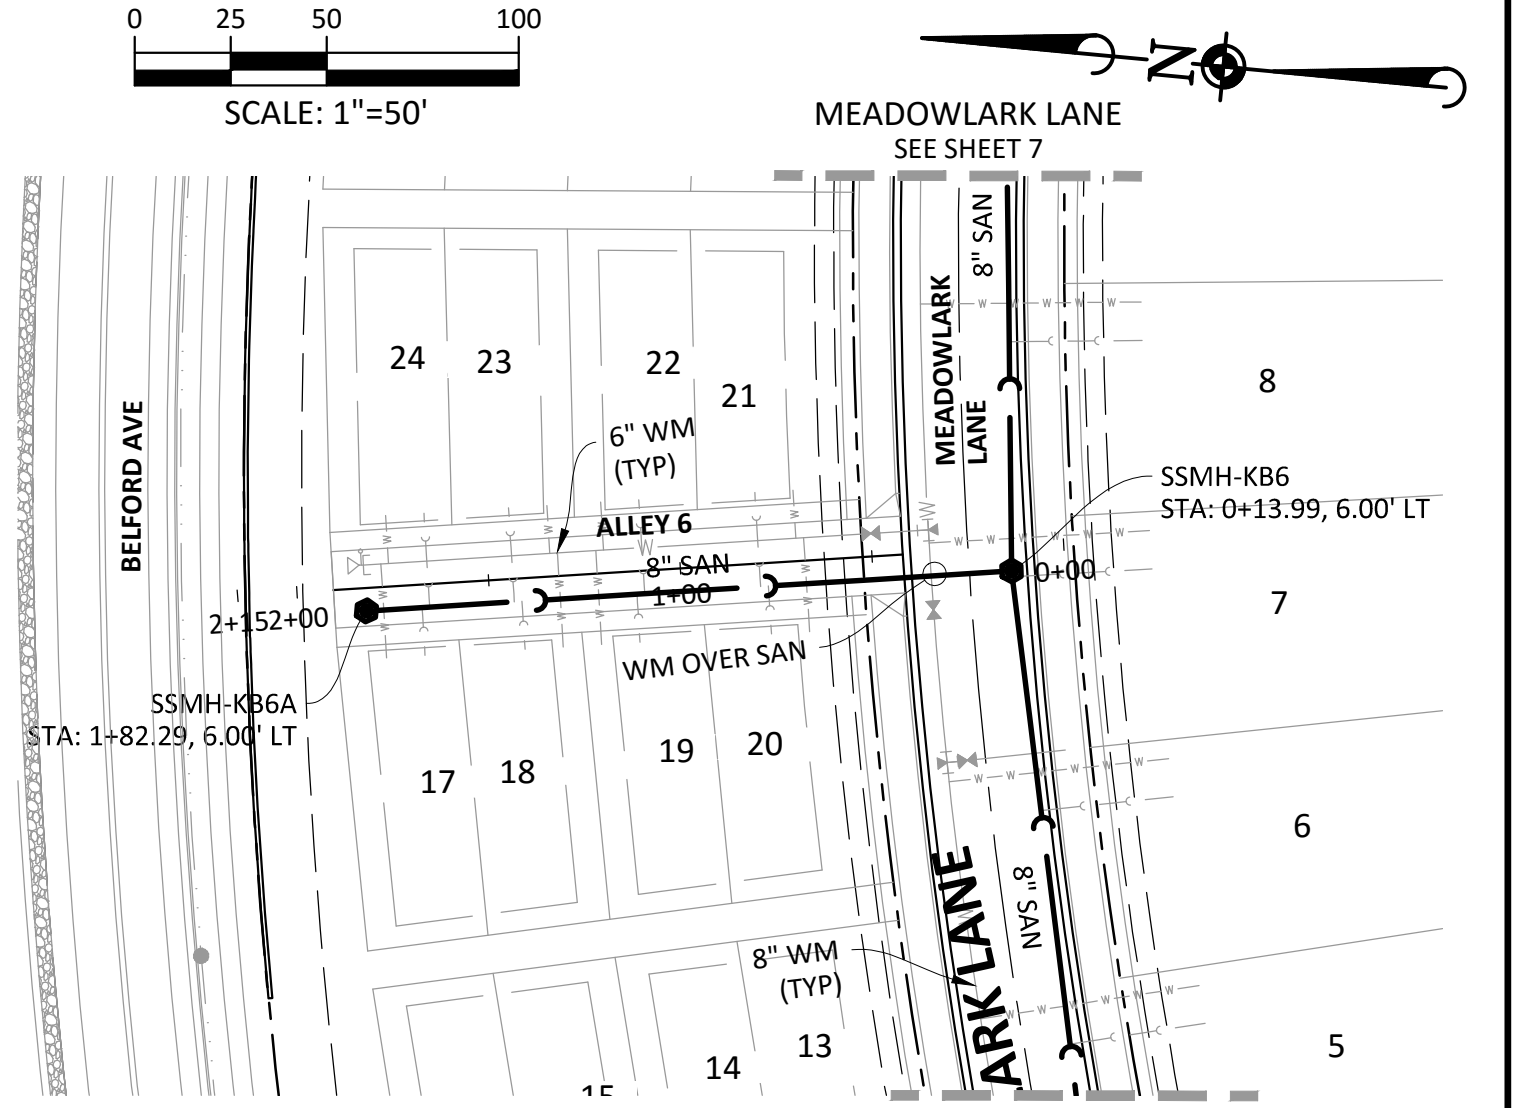 0 25 50 100
SCALE: 1"=50'
N
MEADOWLARK LANE
SEE SHEET 7
8" SAN
MEADOWLARK
LANE
BELFORD AVE
24
23
22
21
8
6" WM
(TYP)
ALLEY 6
W
8" SAN
1+00
0+00
SSMH-KB6
STA: 0+13.99, 6.00' LT
2+152+00
7
WM OVER SAN
SSMH-KB6A
STA: 1+82.29, 6.00' LT
17
18
19
20
6
8" SAN
8" WM
(TYP)
ARK LANE
15
14
13
5